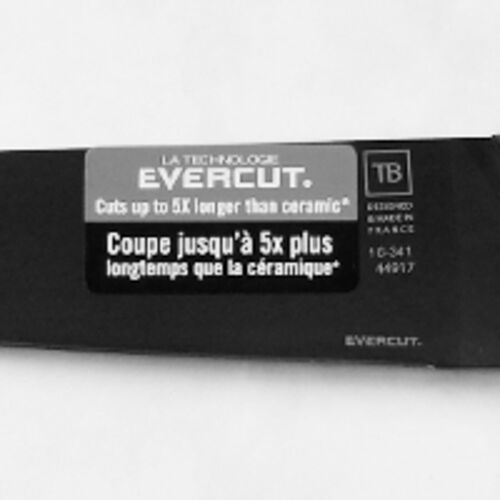 LA TECHNOLOGIE
EVERCUT.
Cuts up to 5X longer than ceramic*
Coupe jusqu'à 5x plus
longtemps que la céramique*
TB
DESIGNED
& MADE IN
FRANCE
16-341
44917
EVERCUT.